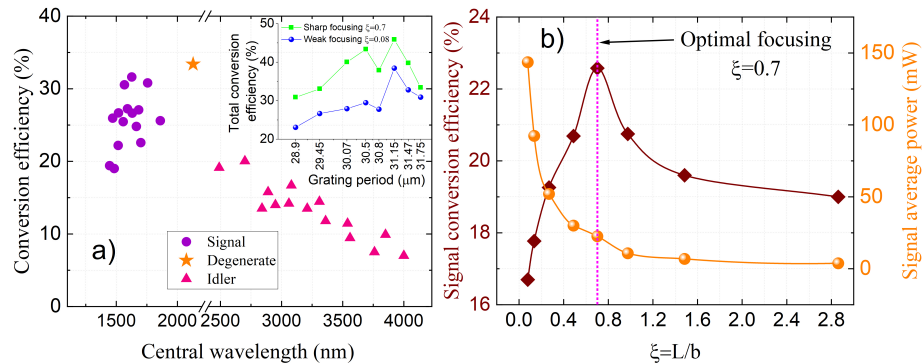 40
30
20
10
0
Conversion efficiency (%)
1500
2000
2500
3000
3500
4000
Central wavelength (nm)
a)
Signal
Degenerate
Idler
Sharp focusing ξ=0.7
Weak focusing ξ=0.08
Total conversion
efficiency (%)
60
50
40
30
20
28.9
29.45
30.07
30.5
30.8
31.15
31.47
31.75
Grating period (μm)
b)
Optimal focusing
ξ=0.7
Signal conversion efficiency (%)
24
22
20
18
16
0.0
0.4
0.8
1.2
1.6
2.0
2.4
2.8
ξ=L/b
150
100
50
0
Signal average power (mW)